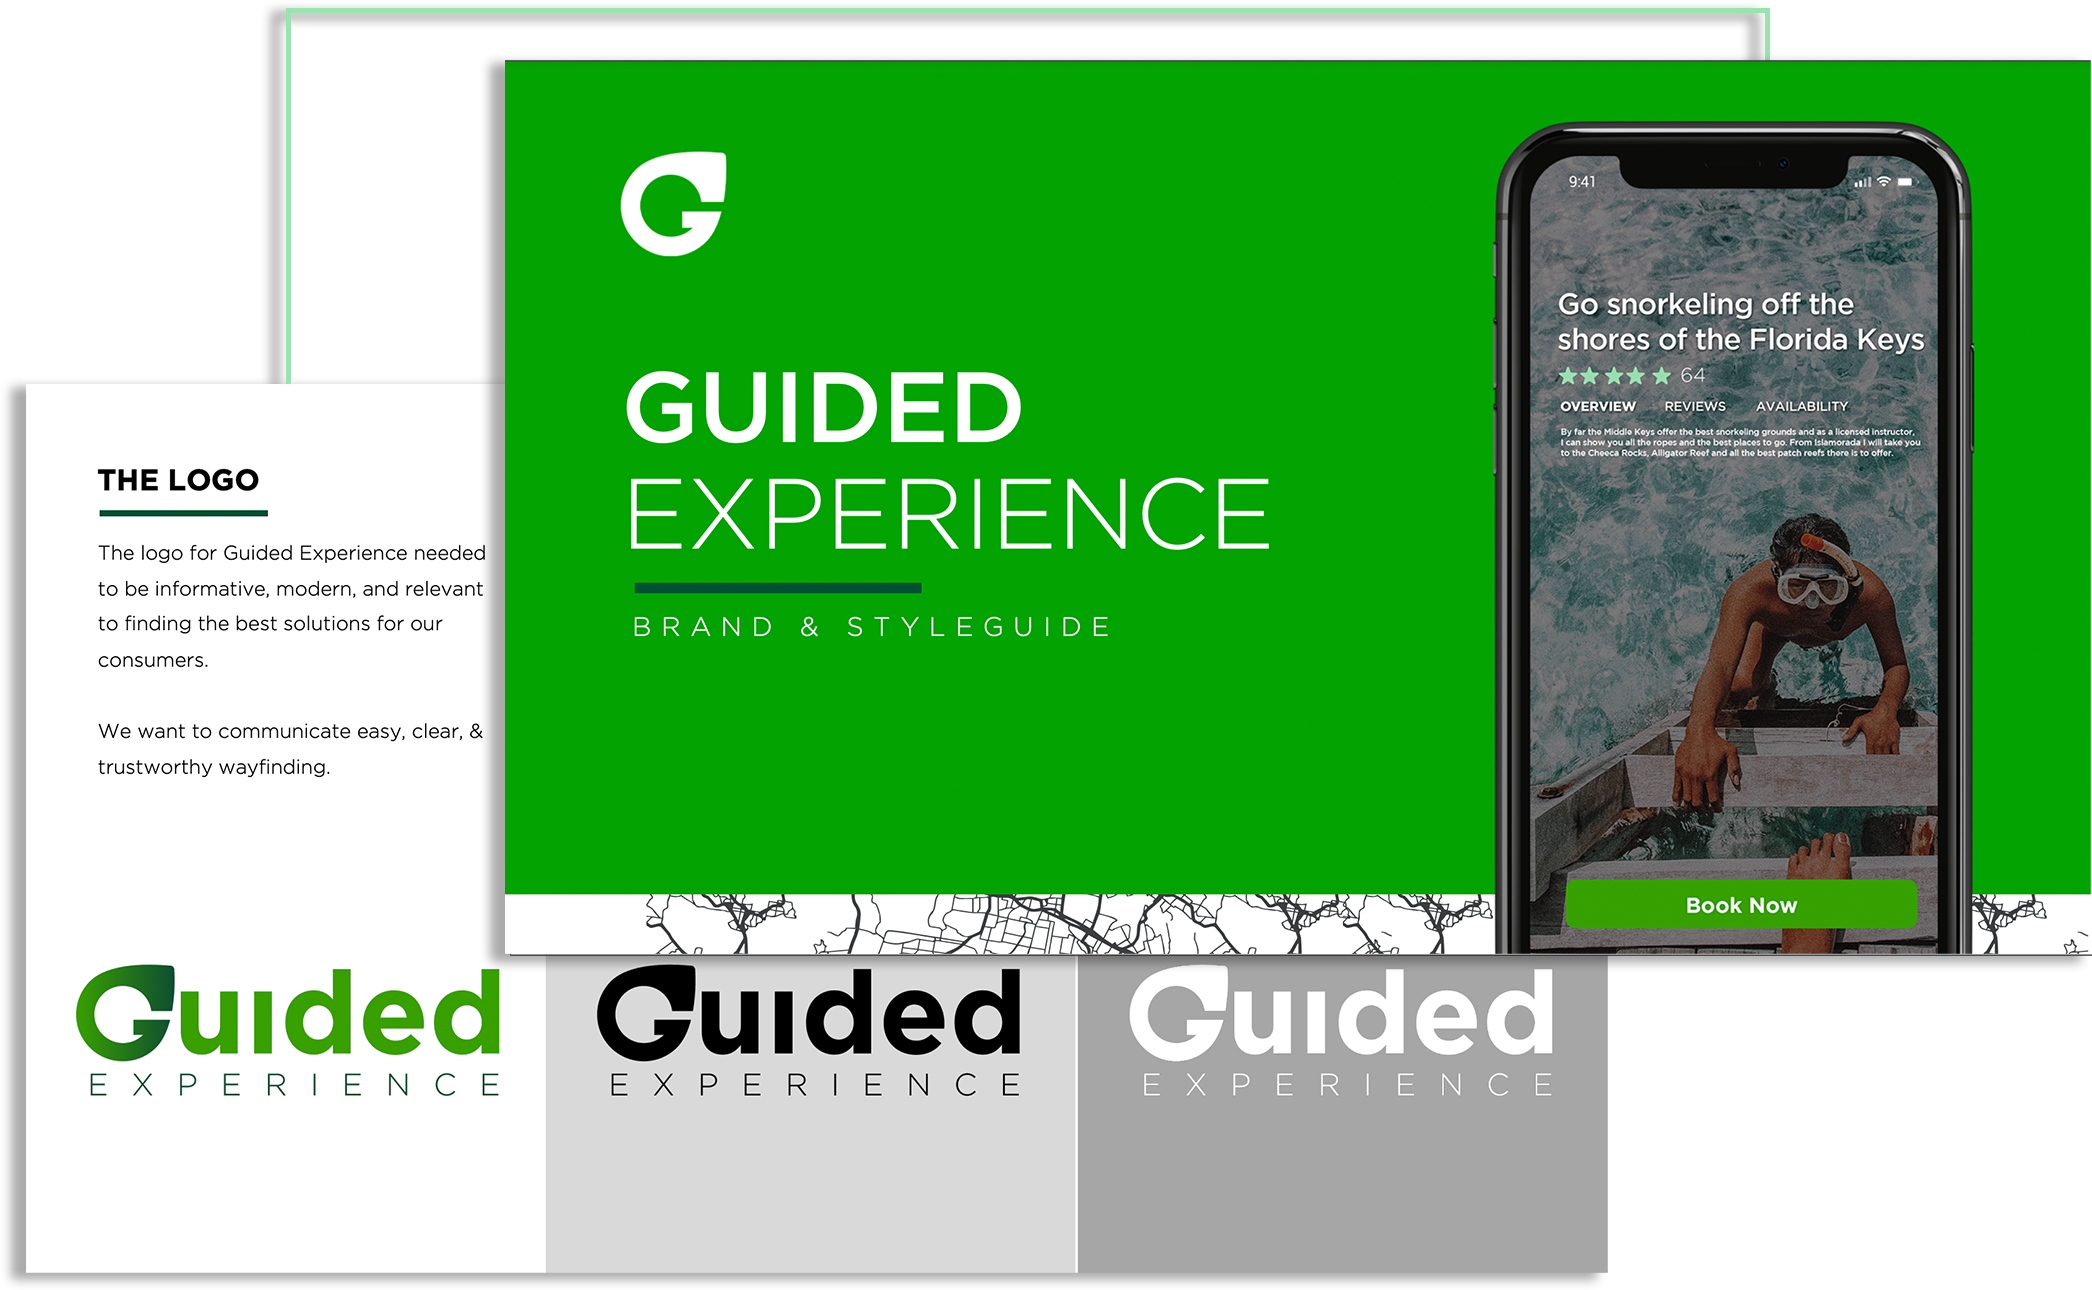 GUIDED
EXPERIENCE
BRAND & STYLEGUIDE
9:41
Go snorkeling off the
shores of the Florida Keys
64
OVERVIEW REVIEWS AVAILABILITY
By far the Middle Keys offer the best snorkeling grounds and as a licensed instructor,
I can show you all the ropes and the best places to go. From Islamorada I will take you
to the Cheeca Rocks, Alligator Reef and all the best patch reefs there is to offer.
Book Now
THE LOGO
The logo for Guided Experience needed
to be informative, modern, and relevant
to finding the best solutions for our
consumers.
We want to communicate easy, clear, &
trustworthy wayfinding.
Guided
EXPERIENCE
Guided
EXPERIENCE
Guided
EXPERIENCE